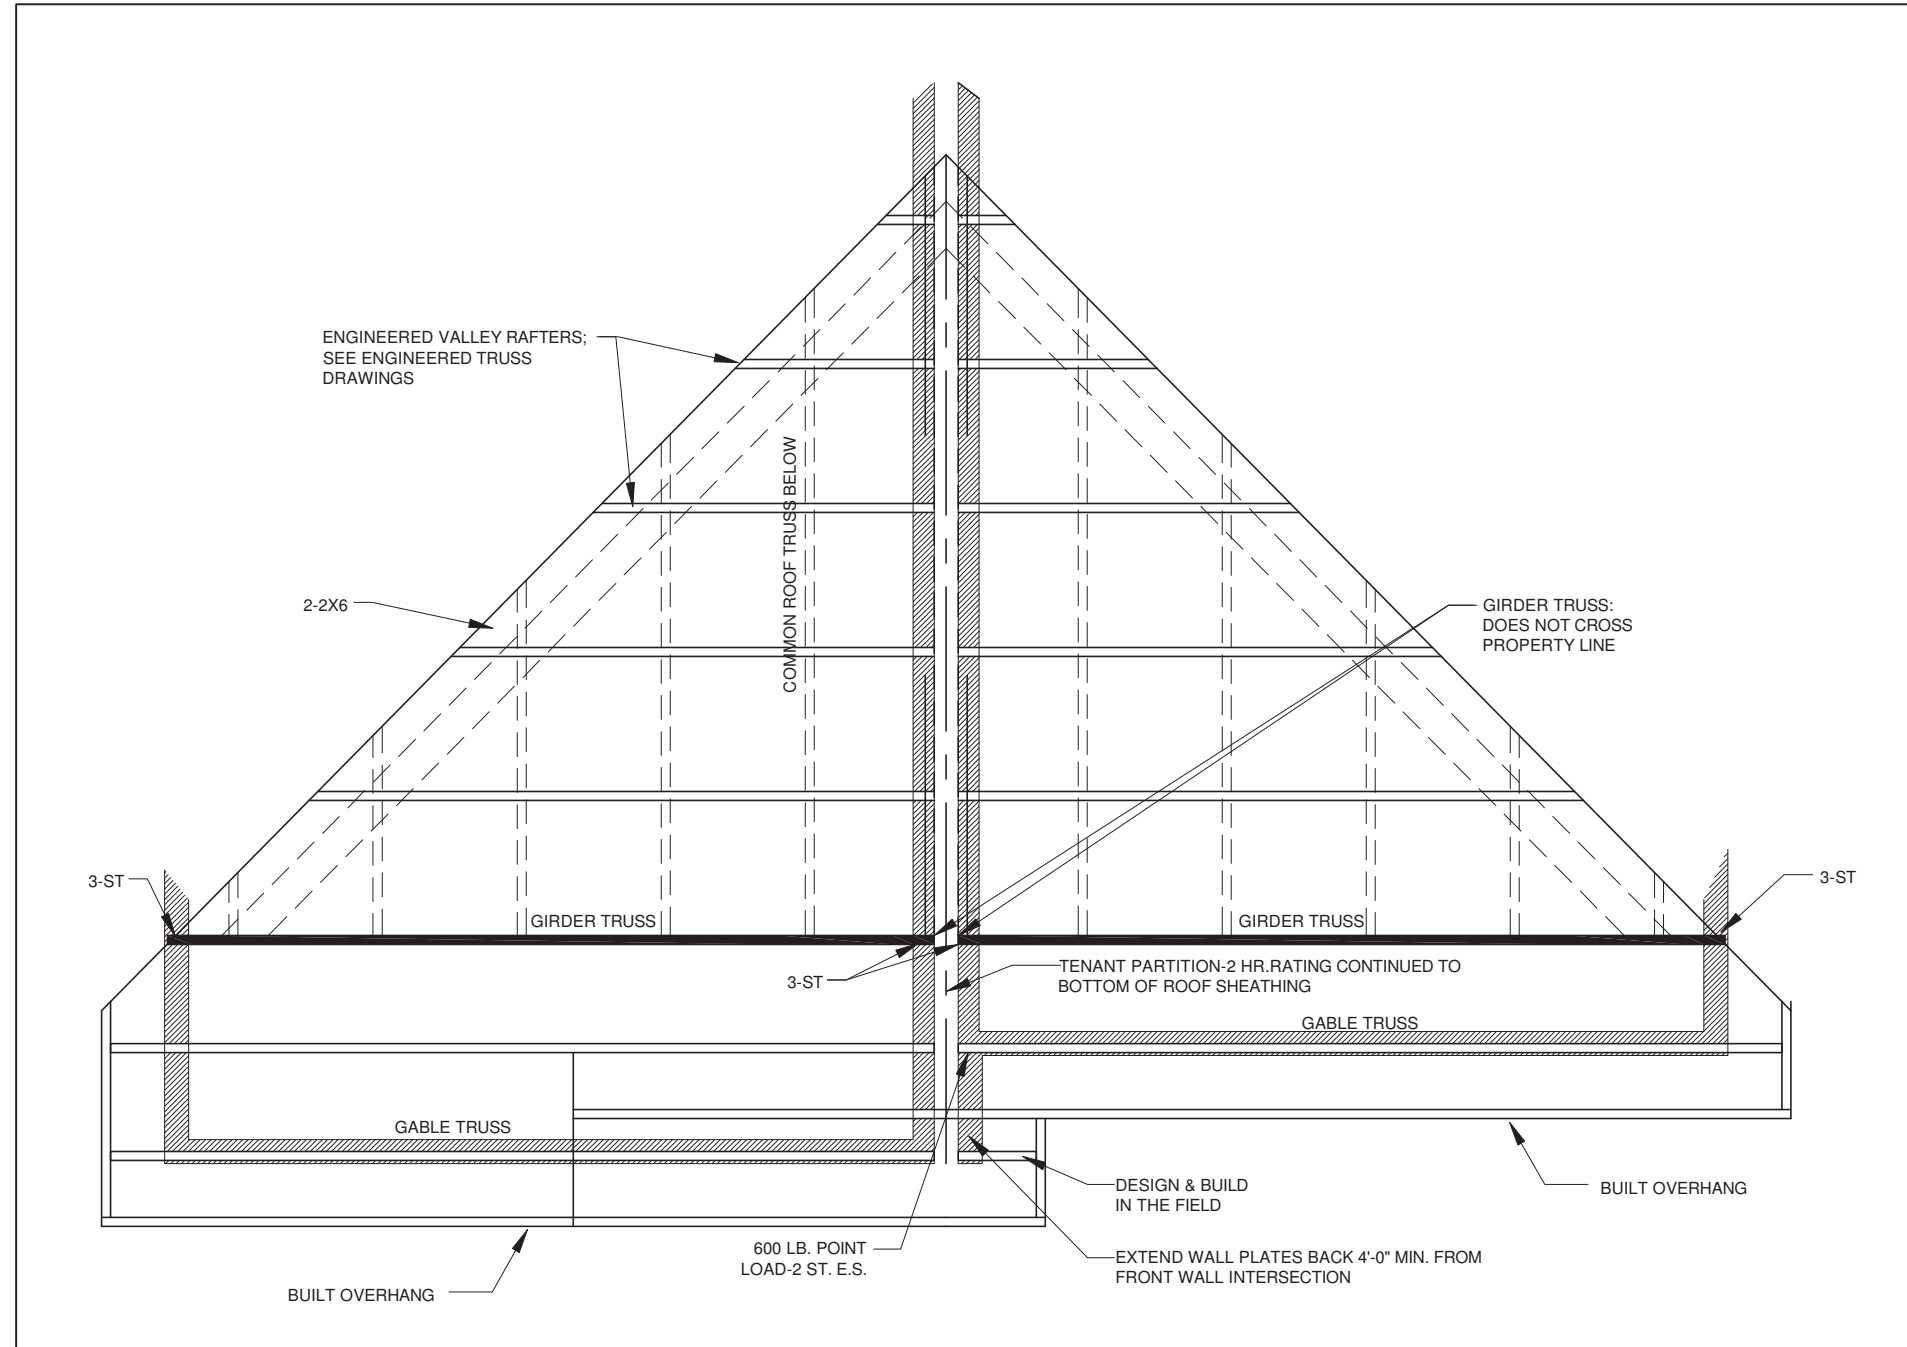 ENGINEERED VALLEY RAFTERS;
SEE ENGINEERED TRUSS
DRAWINGS
COMMON ROOF TRUSS BELOW
2-2X6
GIRDER TRUSS:
DOES NOT CROSS
PROPERTY LINE
3-ST
3-ST
GIRDER TRUSS
GIRDER TRUSS
3-ST
TENANT PARTITION-2 HR.RATING CONTINUED TO
BOTTOM OF ROOF SHEATHING
GABLE TRUSS
GABLE TRUSS
DESIGN & BUILD
IN THE FIELD
BUILT OVERHANG
600 LB. POINT
LOAD-2 ST. E.S.
EXTEND WALL PLATES BACK 4'-0" MIN. FROM
FRONT WALL INTERSECTION
BUILT OVERHANG